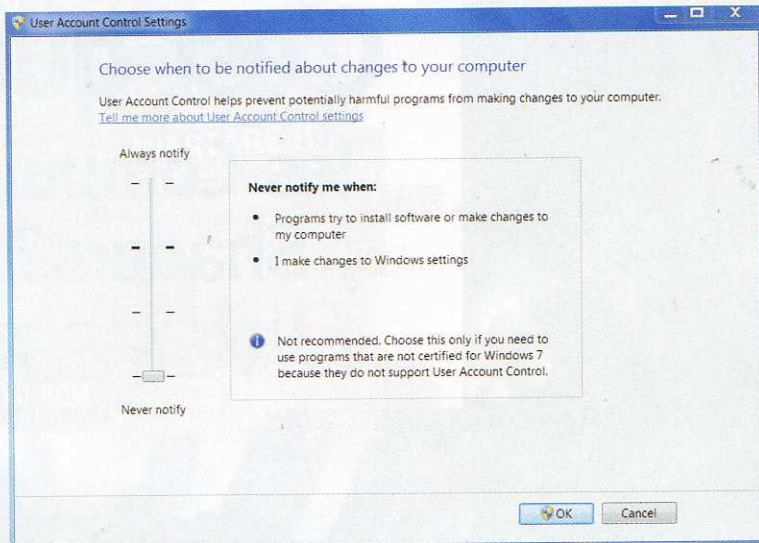 User Account Control Settings
Choose when to be notified about changes to your computer
User Account Control helps prevent potentially harmful programs from making changes to your computer.
Tell me more about User Account Control settings
Always notify
Never notify me when:
• Programs try to install software or make changes to
my computer
• I make changes to Windows settings
Not recommended. Choose this only if you need to
use programs that are not certified for Windows 7
because they do not support User Account Control.
Never notify
OK
Cancel